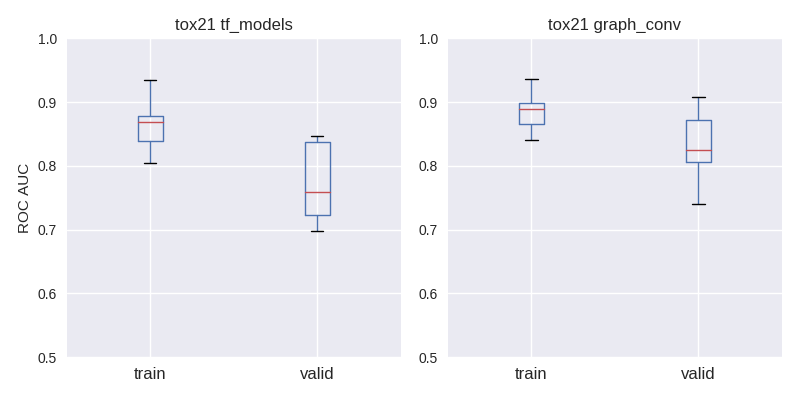 tox21 tf_models
1.0
0.9
0.8
0.7
0.6
0.5
ROC AUC
train
valid
tox21 graph_conv
1.0
0.9
0.8
0.7
0.6
0.5
train
valid